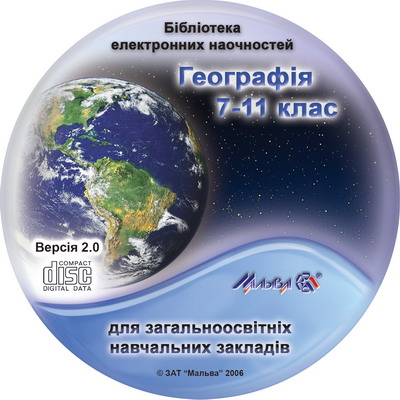 Бібліотека
електронних наочностей
Географія
7-11 клас
Версія 2.0
COMPACT
disc
DIGITAL DATA
Мальва
®
для загальноосвітніх
навчальних закладів
© ЗАТ “Мальва” 2006